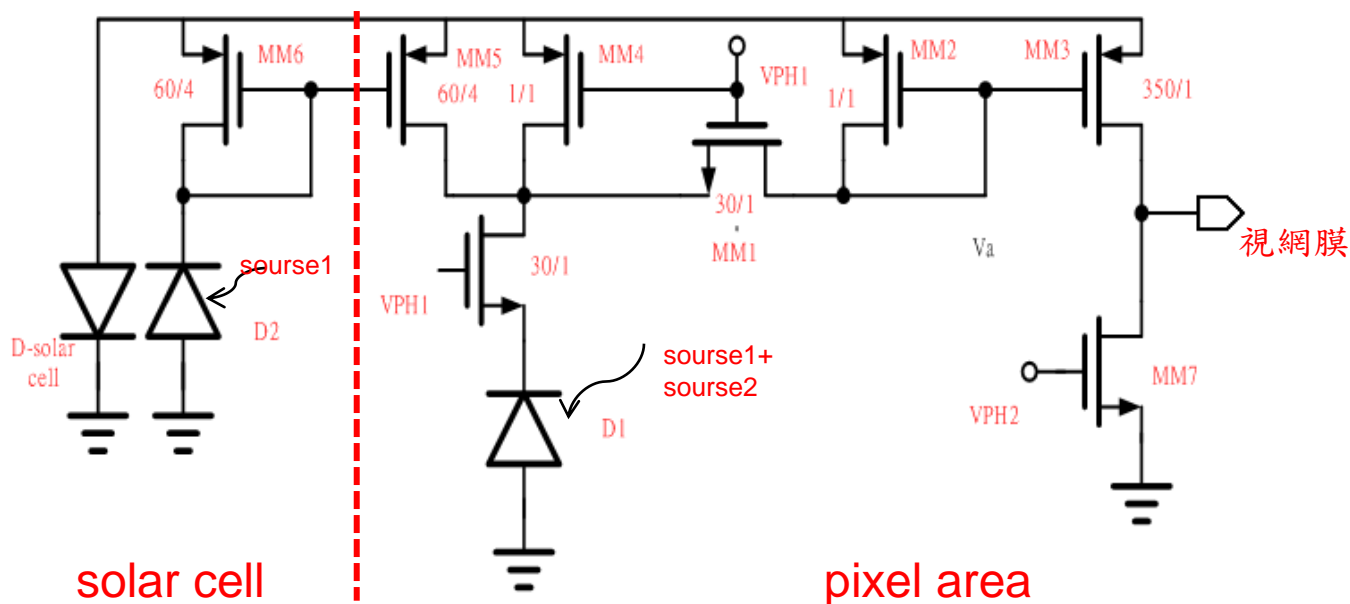 MM6
60/4
MM5
60/4
MM4
1/1
VPH1
MM2
1/1
MM3
350/1
sourse1
D2
D-solar
cell
VPH1
30/1
30/1
MM1
Va
視網膜
sourse1+
sourse2
D1
VPH2
MM7
solar cell
pixel area